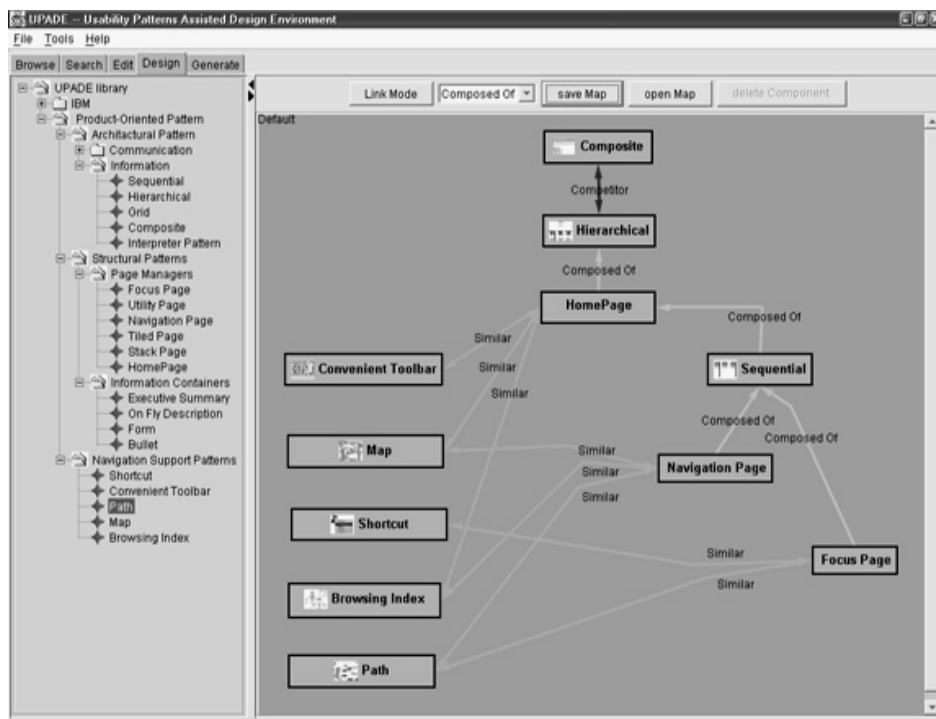 UPADE -- Usability Patterns Assisted Design Environment
File Tools Help
Browse Search Edit Design Generate
UPADE library
IBM
Product-Oriented Pattern
Architactural Pattern
Communication
Information
Sequential
Hierarchical
Grid
Composite
Interpreter Pattern
Structural Patterns
Page Managers
Focus Page
Utility Page
Navigation Page
Tiled Page
Stack Page
HomePage
Information Containers
Executive Summary
On Fly Description
Form
Bullet
Navigation Support Patterns
Shortcut
Convenient Toolbar
Path
Map
Browsing Index
Link Mode Composed Of save Map open Map delete Component
Default
Composite
Competitor
Hierarchical
Composed Of
HomePage
Composed Of
Similar
Convenient Toolbar
Similar
Sequential
Similar
Composed Of
Composed Of
Map
Similar
Navigation Page
Similar
Similar
Shortcut
Similar
Focus Page
Similar
Browsing Index
Path